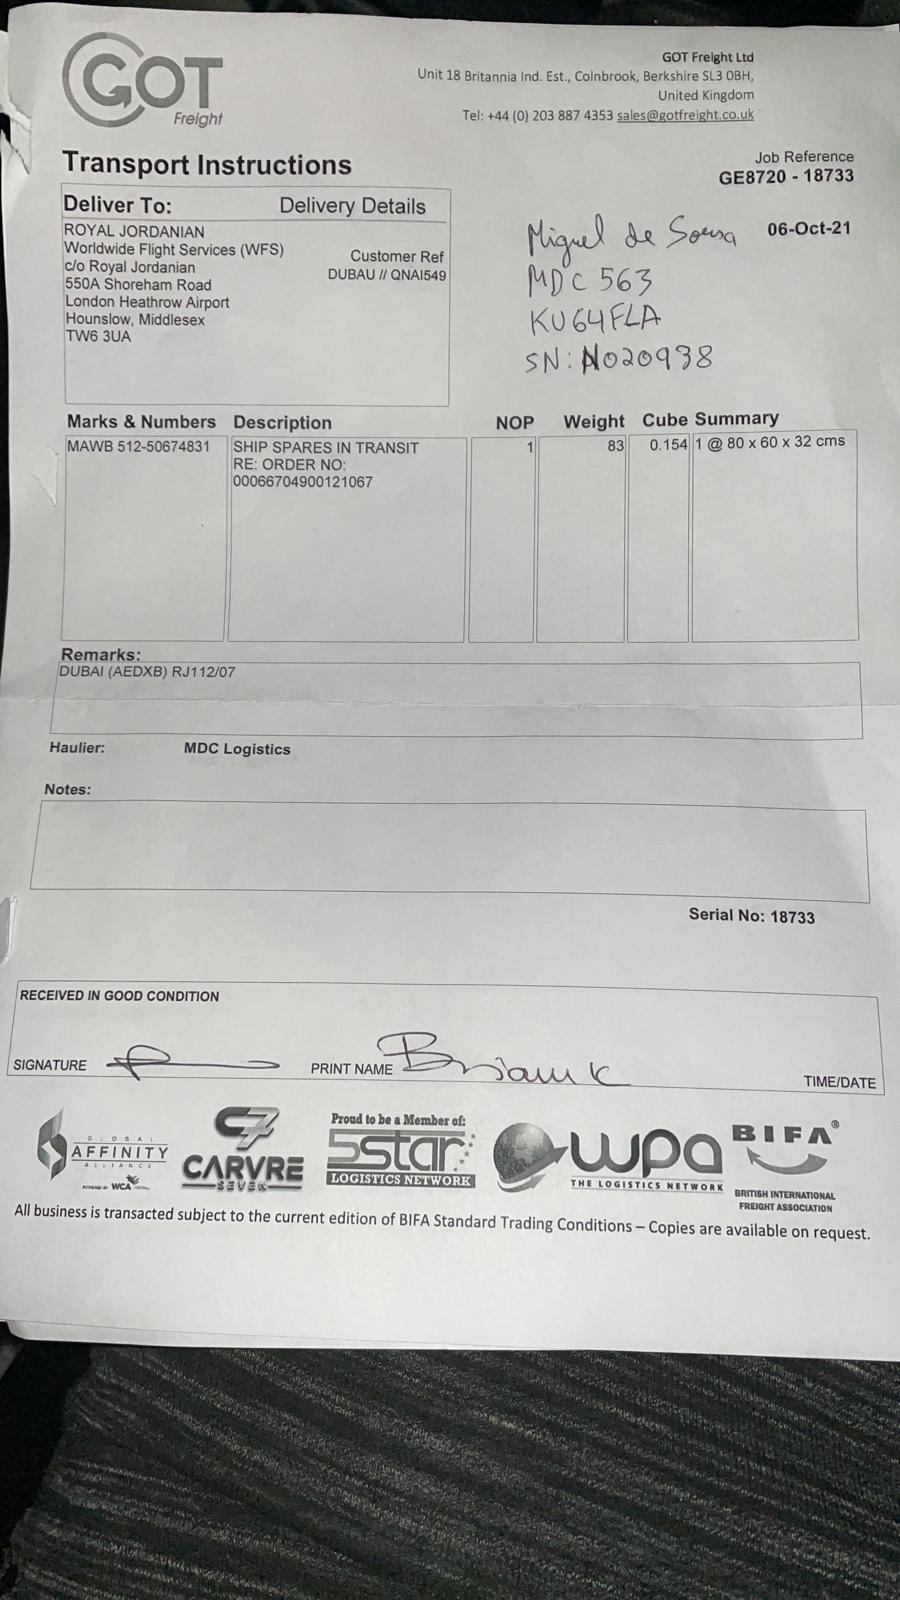 GOT
Freight
GOT Freight Ltd
Unit 18 Britannia Ind. Est., Colnbrook, Berkshire SL3 0BH,
United Kingdom
Tel: +44 (0) 203 887 4353 sales@gotfreight.co.uk
Transport Instructions
Job Reference
GE8720 - 18733
Deliver To: Delivery Details
ROYAL JORDANIAN
Worldwide Flight Services (WFS)
c/o Royal Jordanian
550A Shoreham Road
London Heathrow Airport
Hounslow, Middlesex
TW6 3UA
Customer Ref
DUBAU // QNAI549
06-Oct-21
Miguel de Sousa
MDC 563
KU64FLA
SN: N020938
Marks & Numbers Description NOP Weight Cube Summary
MAWB 512-50674831 SHIP SPARES IN TRANSIT 1 83 0.154 1 @ 80 x 60 x 32 cms
RE: ORDER NO:
00066704900121067
Remarks:
DUBAI (AEDXB) RJ112/07
Haulier: MDC Logistics
Notes:
Serial No: 18733
RECEIVED IN GOOD CONDITION
SIGNATURE PRINT NAME Brian K TIME/DATE
GLOBAL
AFFINITY
ALLIANCE
POWERED BY WCA
C7
CARVRE
SEVEN
Proud to be a Member of:
5star
LOGISTICS NETWORK
wpa
THE LOGISTICS NETWORK
BIFA®
BRITISH INTERNATIONAL
FREIGHT ASSOCIATION
All business is transacted subject to the current edition of BIFA Standard Trading Conditions – Copies are available on request.